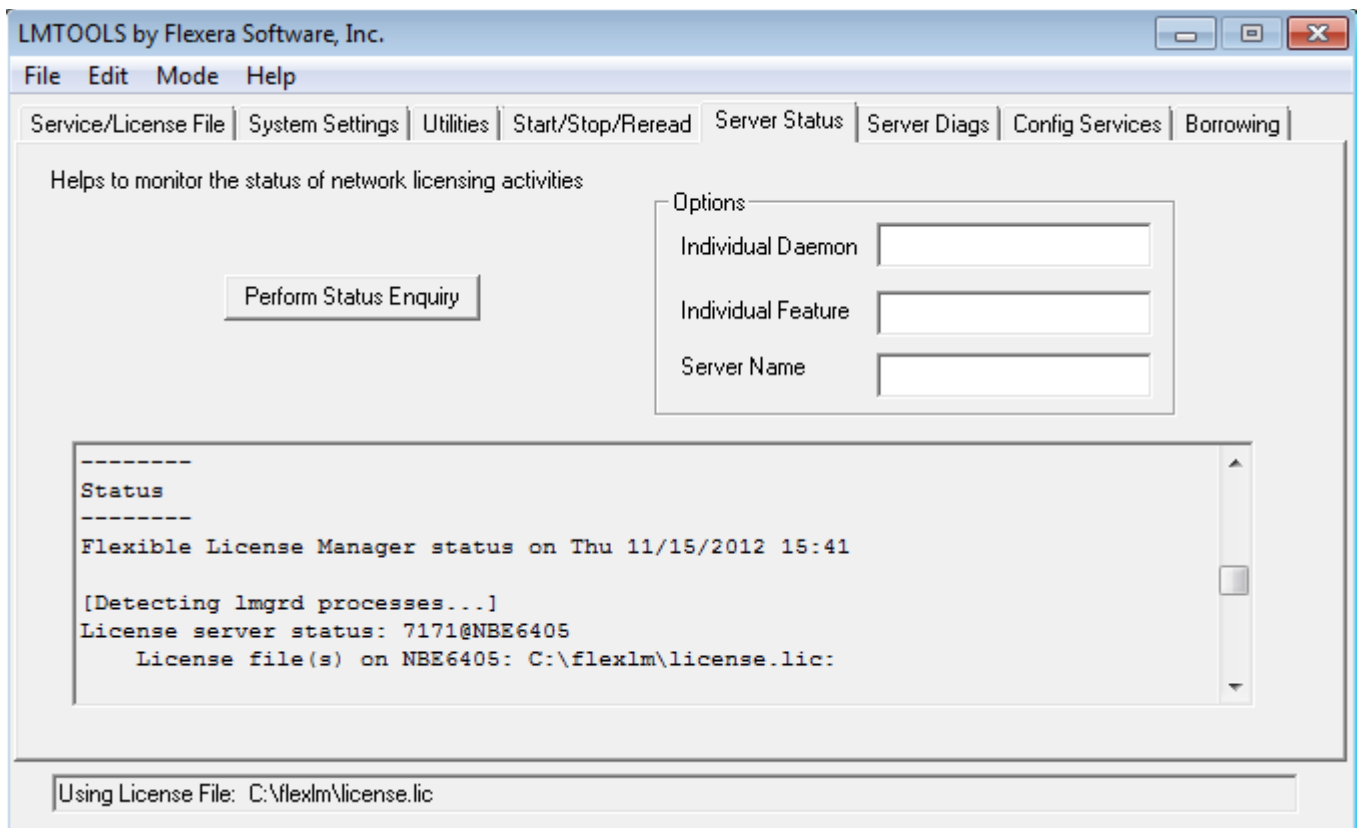 LMTOOLS by Flexera Software, Inc.
File Edit Mode Help
Service/License File System Settings Utilities Start/Stop/Reread Server Status Server Diags Config Services Borrowing
Helps to monitor the status of network licensing activities
Options
Individual Daemon
Perform Status Enquiry
Individual Feature
Server Name
--------
Status
--------
Flexible License Manager status on Thu 11/15/2012 15:41
[Detecting lmgrd processes...]
License server status: 7171@NBE6405
License file(s) on NBE6405: C:\flexlm\license.lic:
Using License File: C:\flexlm\license.lic